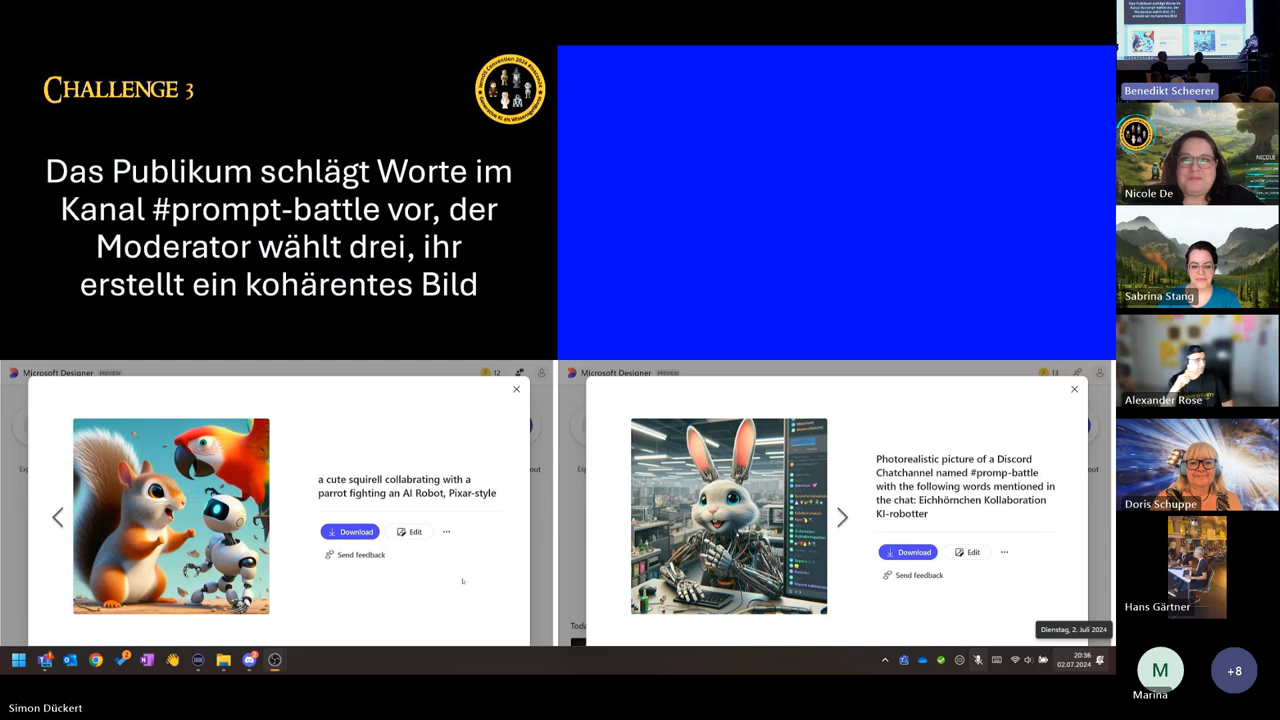 CHALLENGE 3
Das Publikum schlägt Worte im
Kanal #prompt-battle vor, der
Moderator wählt drei, ihr
erstellt ein kohärentes Bild
Microsoft Designer PREVIEW
12
a cute squirell collaborating with a
parrot fighting an AI Robot, Pixar-style
Download
Edit
Send feedback
Microsoft Designer PREVIEW
13
Photorealistic picture of a Discord
Chatchannel named #promp-battle
with the following words mentioned in
the chat: Eichhörnchen Kollaboration
KI-robotter
Download
Edit
Send feedback
Dienstag, 2. Juli 2024
20:36
02.07.2024
Simon Dückert
Benedikt Scheerer
NICOLE
Nicole De
Sabrina Stang
Alexander Rose
Doris Schuppe
Hans Gärtner
M
Marina
+8